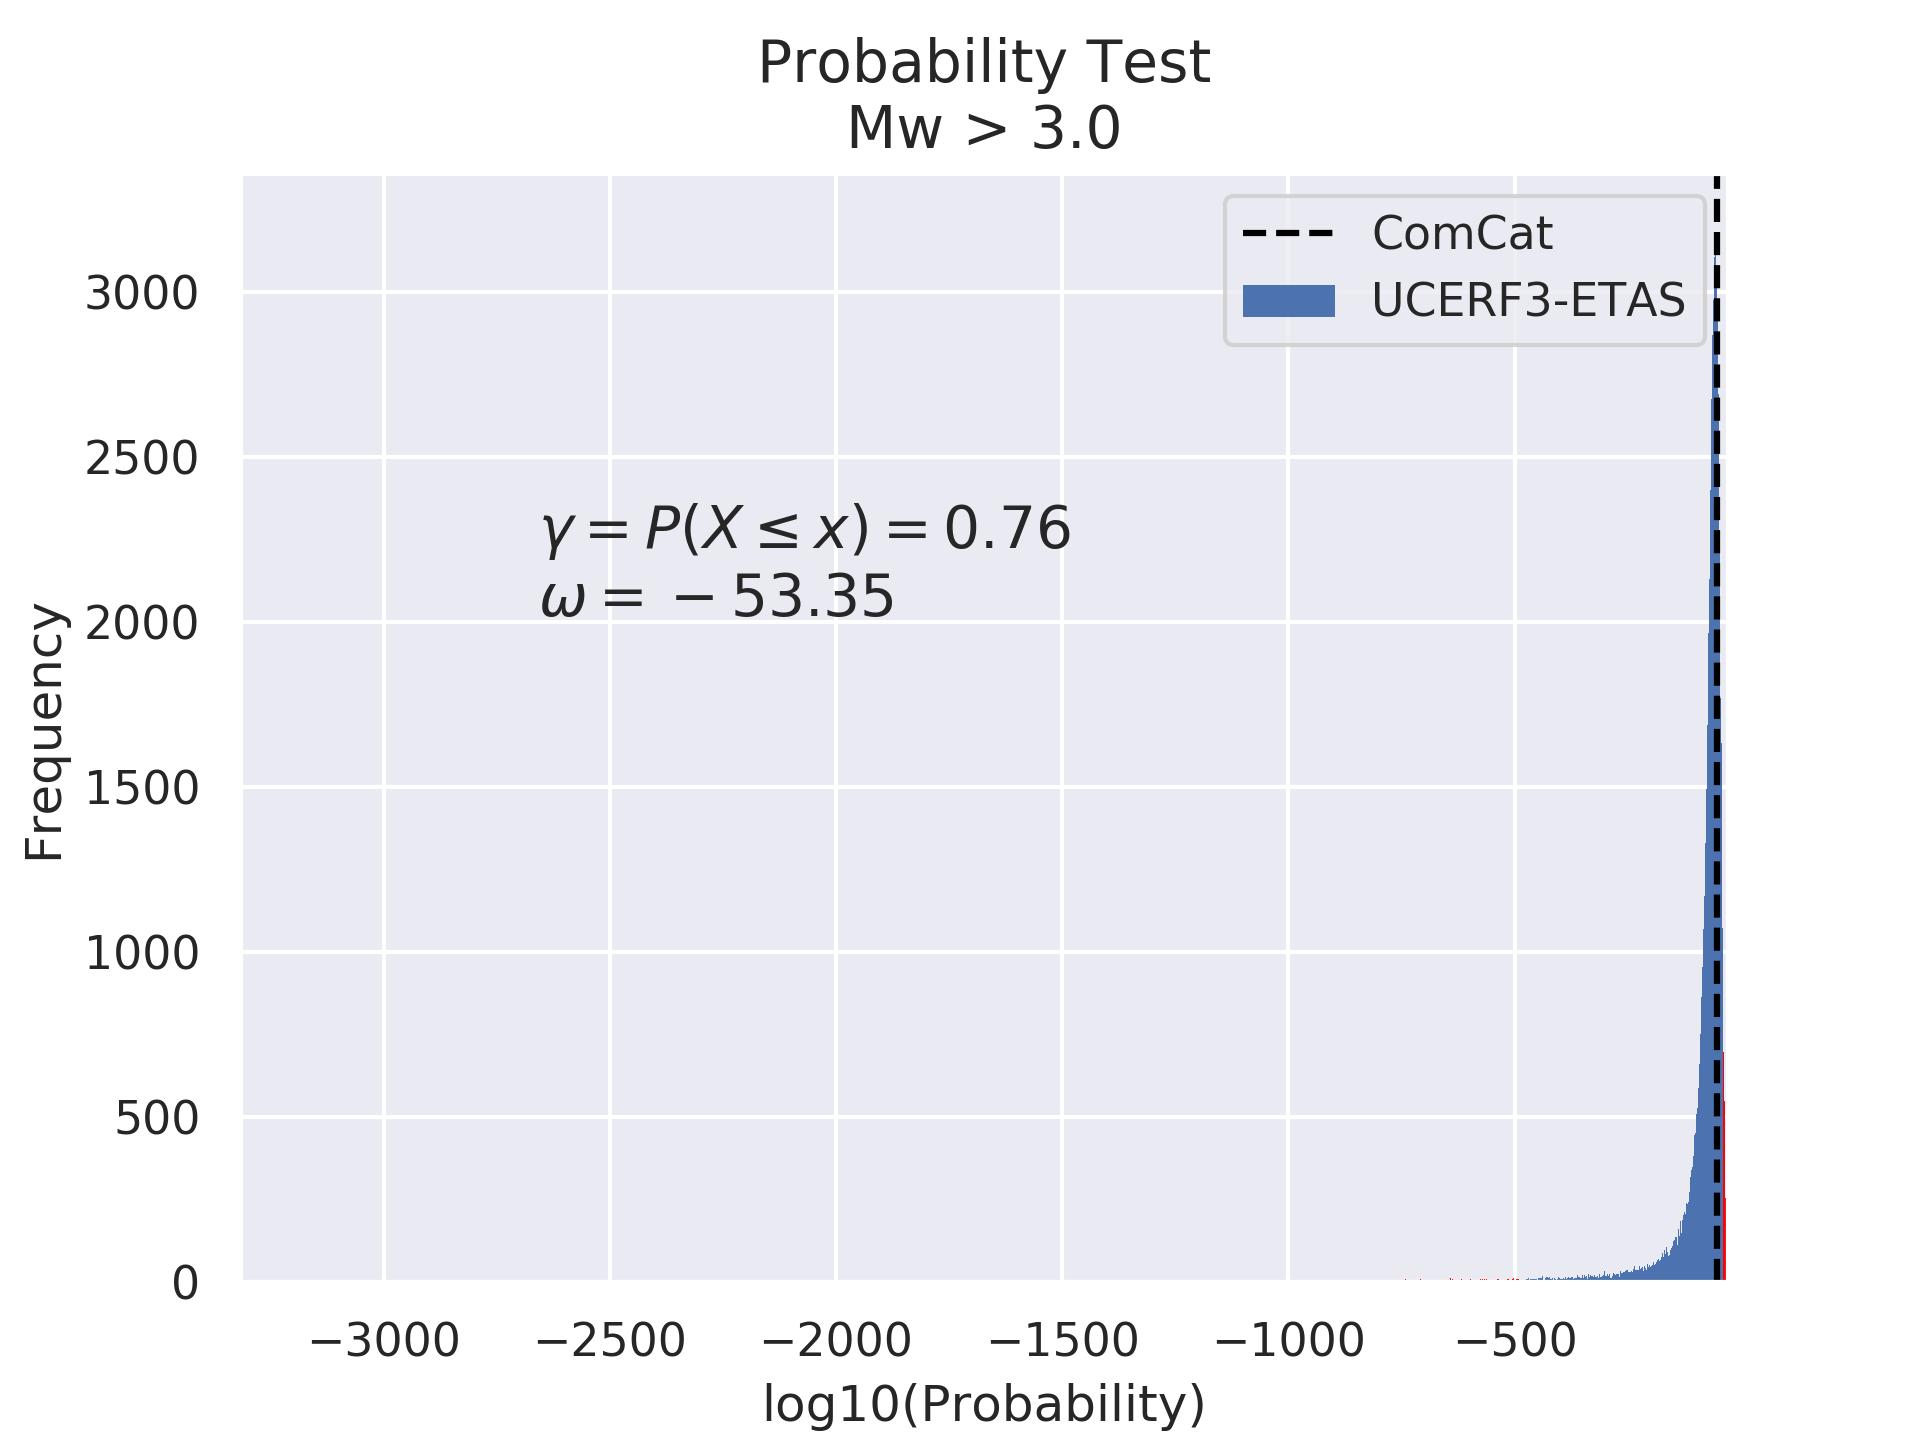 Probability Test
Mw > 3.0
ComCat
UCERF3-ETAS
γ = P(X ≤ x) = 0.76
ω = − 53.35
Frequency
3000
2500
2000
1500
1000
500
0
−3000 −2500 −2000 −1500 −1000 −500
log10(Probability)